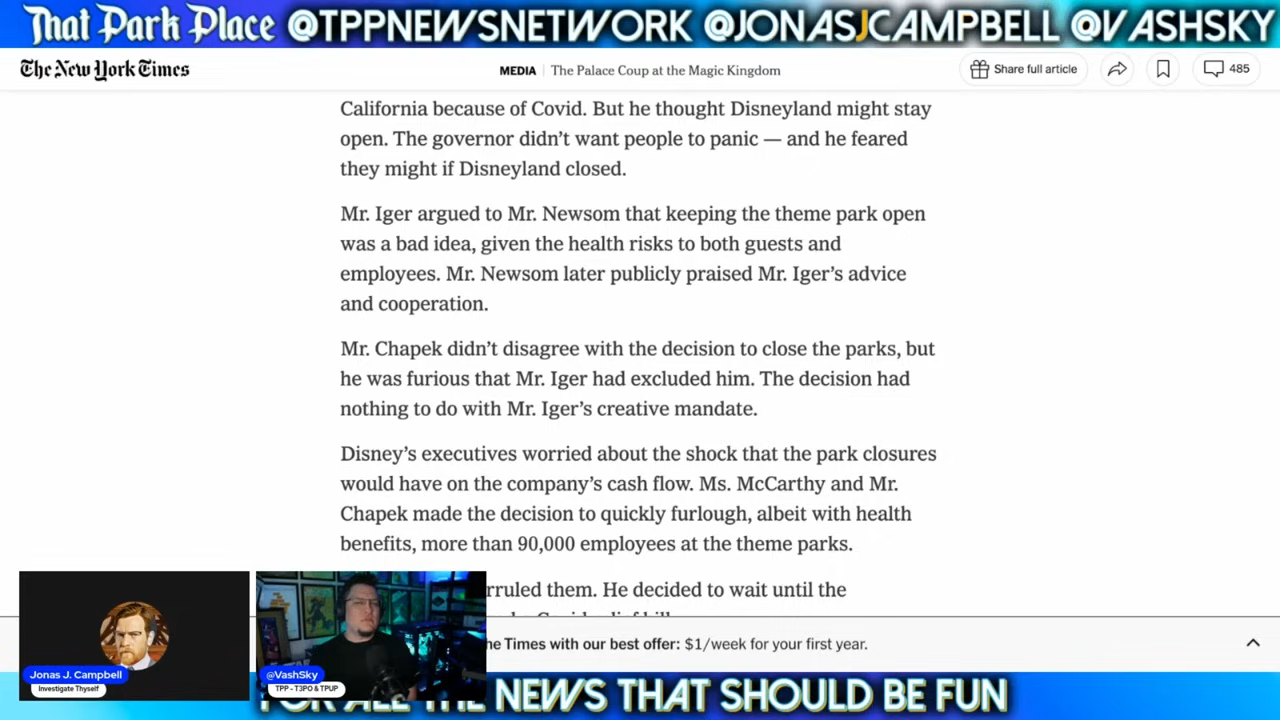 That Park Place @TPPNEWSNETWORK @JONASJCAMPBELL @VASHSKY
The New York Times
MEDIA | The Palace Coup at the Magic Kingdom
Share full article
485
California because of Covid. But he thought Disneyland might stay
open. The governor didn’t want people to panic — and he feared
they might if Disneyland closed.
Mr. Iger argued to Mr. Newsom that keeping the theme park open
was a bad idea, given the health risks to both guests and
employees. Mr. Newsom later publicly praised Mr. Iger’s advice
and cooperation.
Mr. Chapek didn’t disagree with the decision to close the parks, but
he was furious that Mr. Iger had excluded him. The decision had
nothing to do with Mr. Iger’s creative mandate.
Disney’s executives worried about the shock that the park closures
would have on the company’s cash flow. Ms. McCarthy and Mr.
Chapek made the decision to quickly furlough, albeit with health
benefits, more than 90,000 employees at the theme parks.
rruled them. He decided to wait until the
he Times with our best offer: $1/week for your first year.
Jonas J. Campbell
Investigate Thyself
@VashSky
TPP - T3PO & TPUP
FOR ALL THE NEWS THAT SHOULD BE FUN